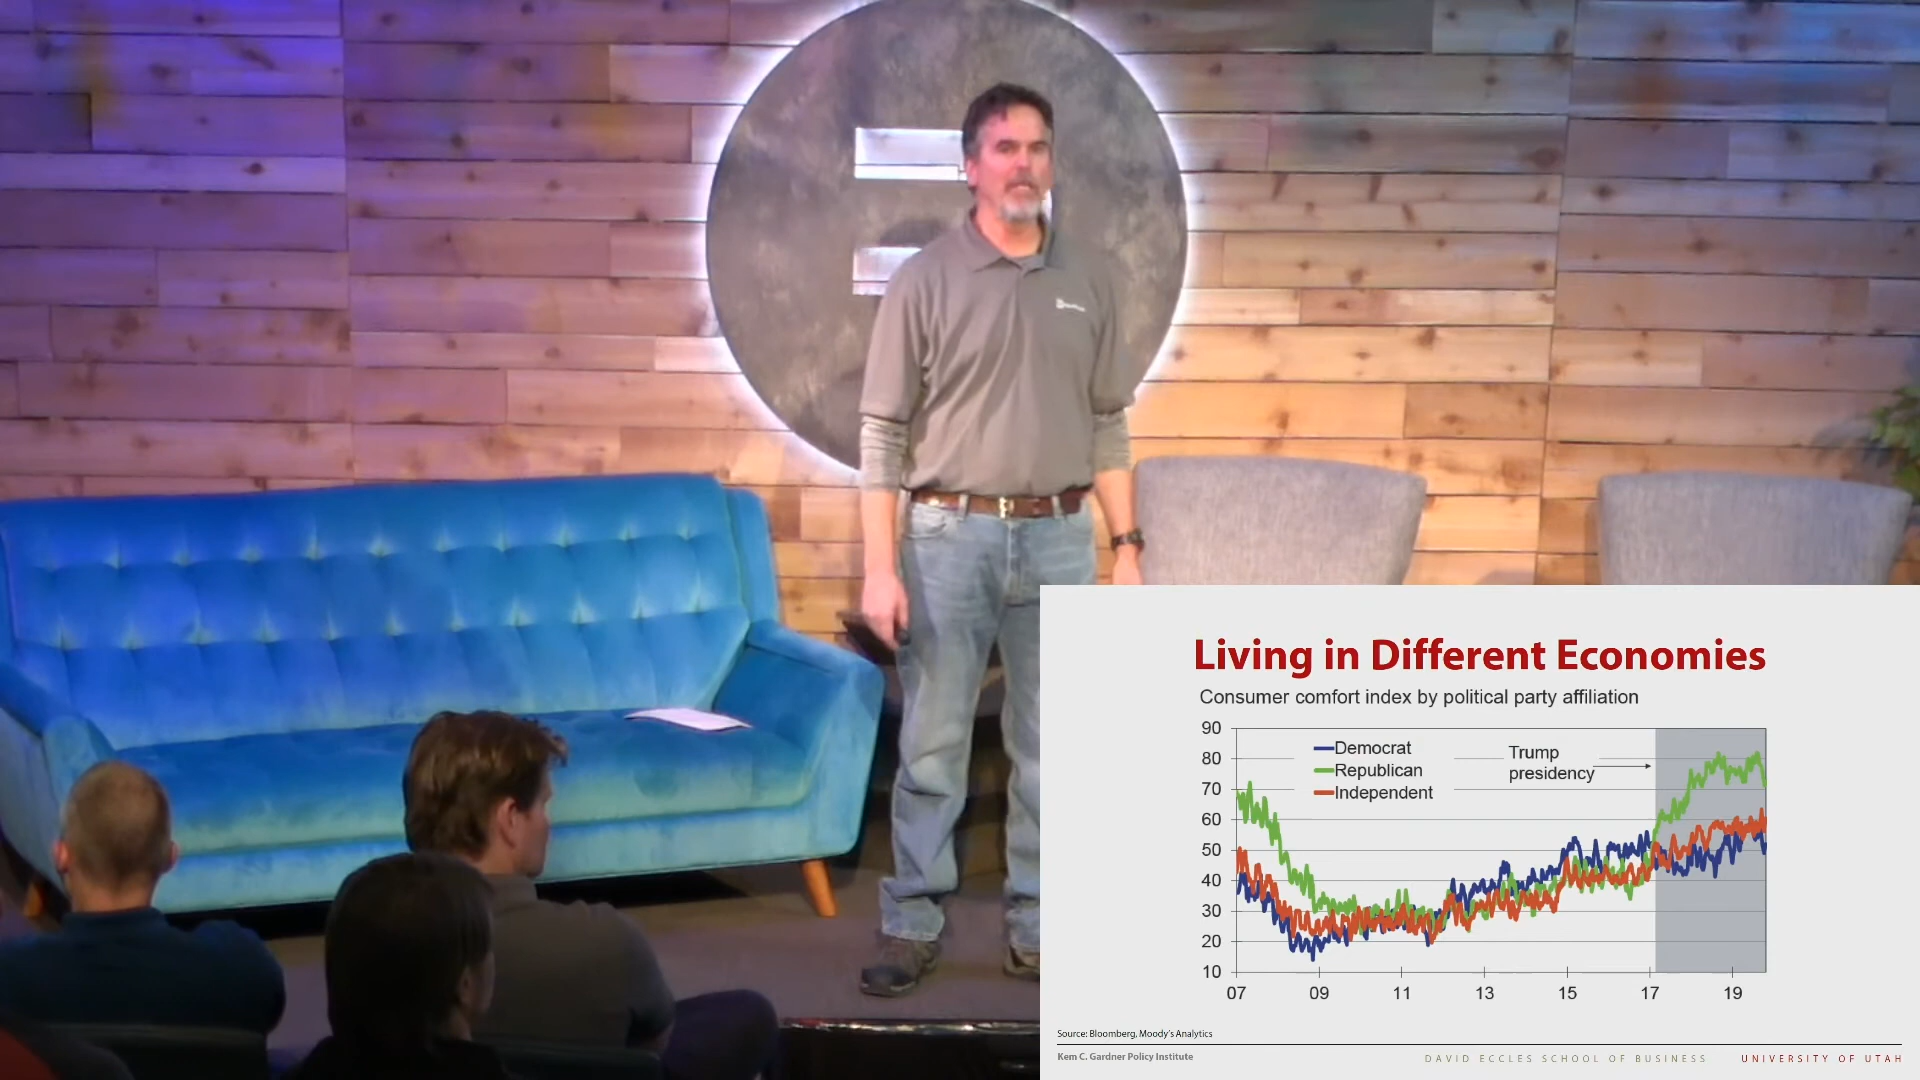 Living in Different Economies
Consumer comfort index by political party affiliation
90
80
70
60
50
40
30
20
10
Democrat
Republican
Independent
Trump
presidency
07
09
11
13
15
17
19
Source: Bloomberg, Moody's Analytics
Kem C. Gardner Policy Institute
DAVID ECCLES SCHOOL OF BUSINESS
UNIVERSITY OF UTAH